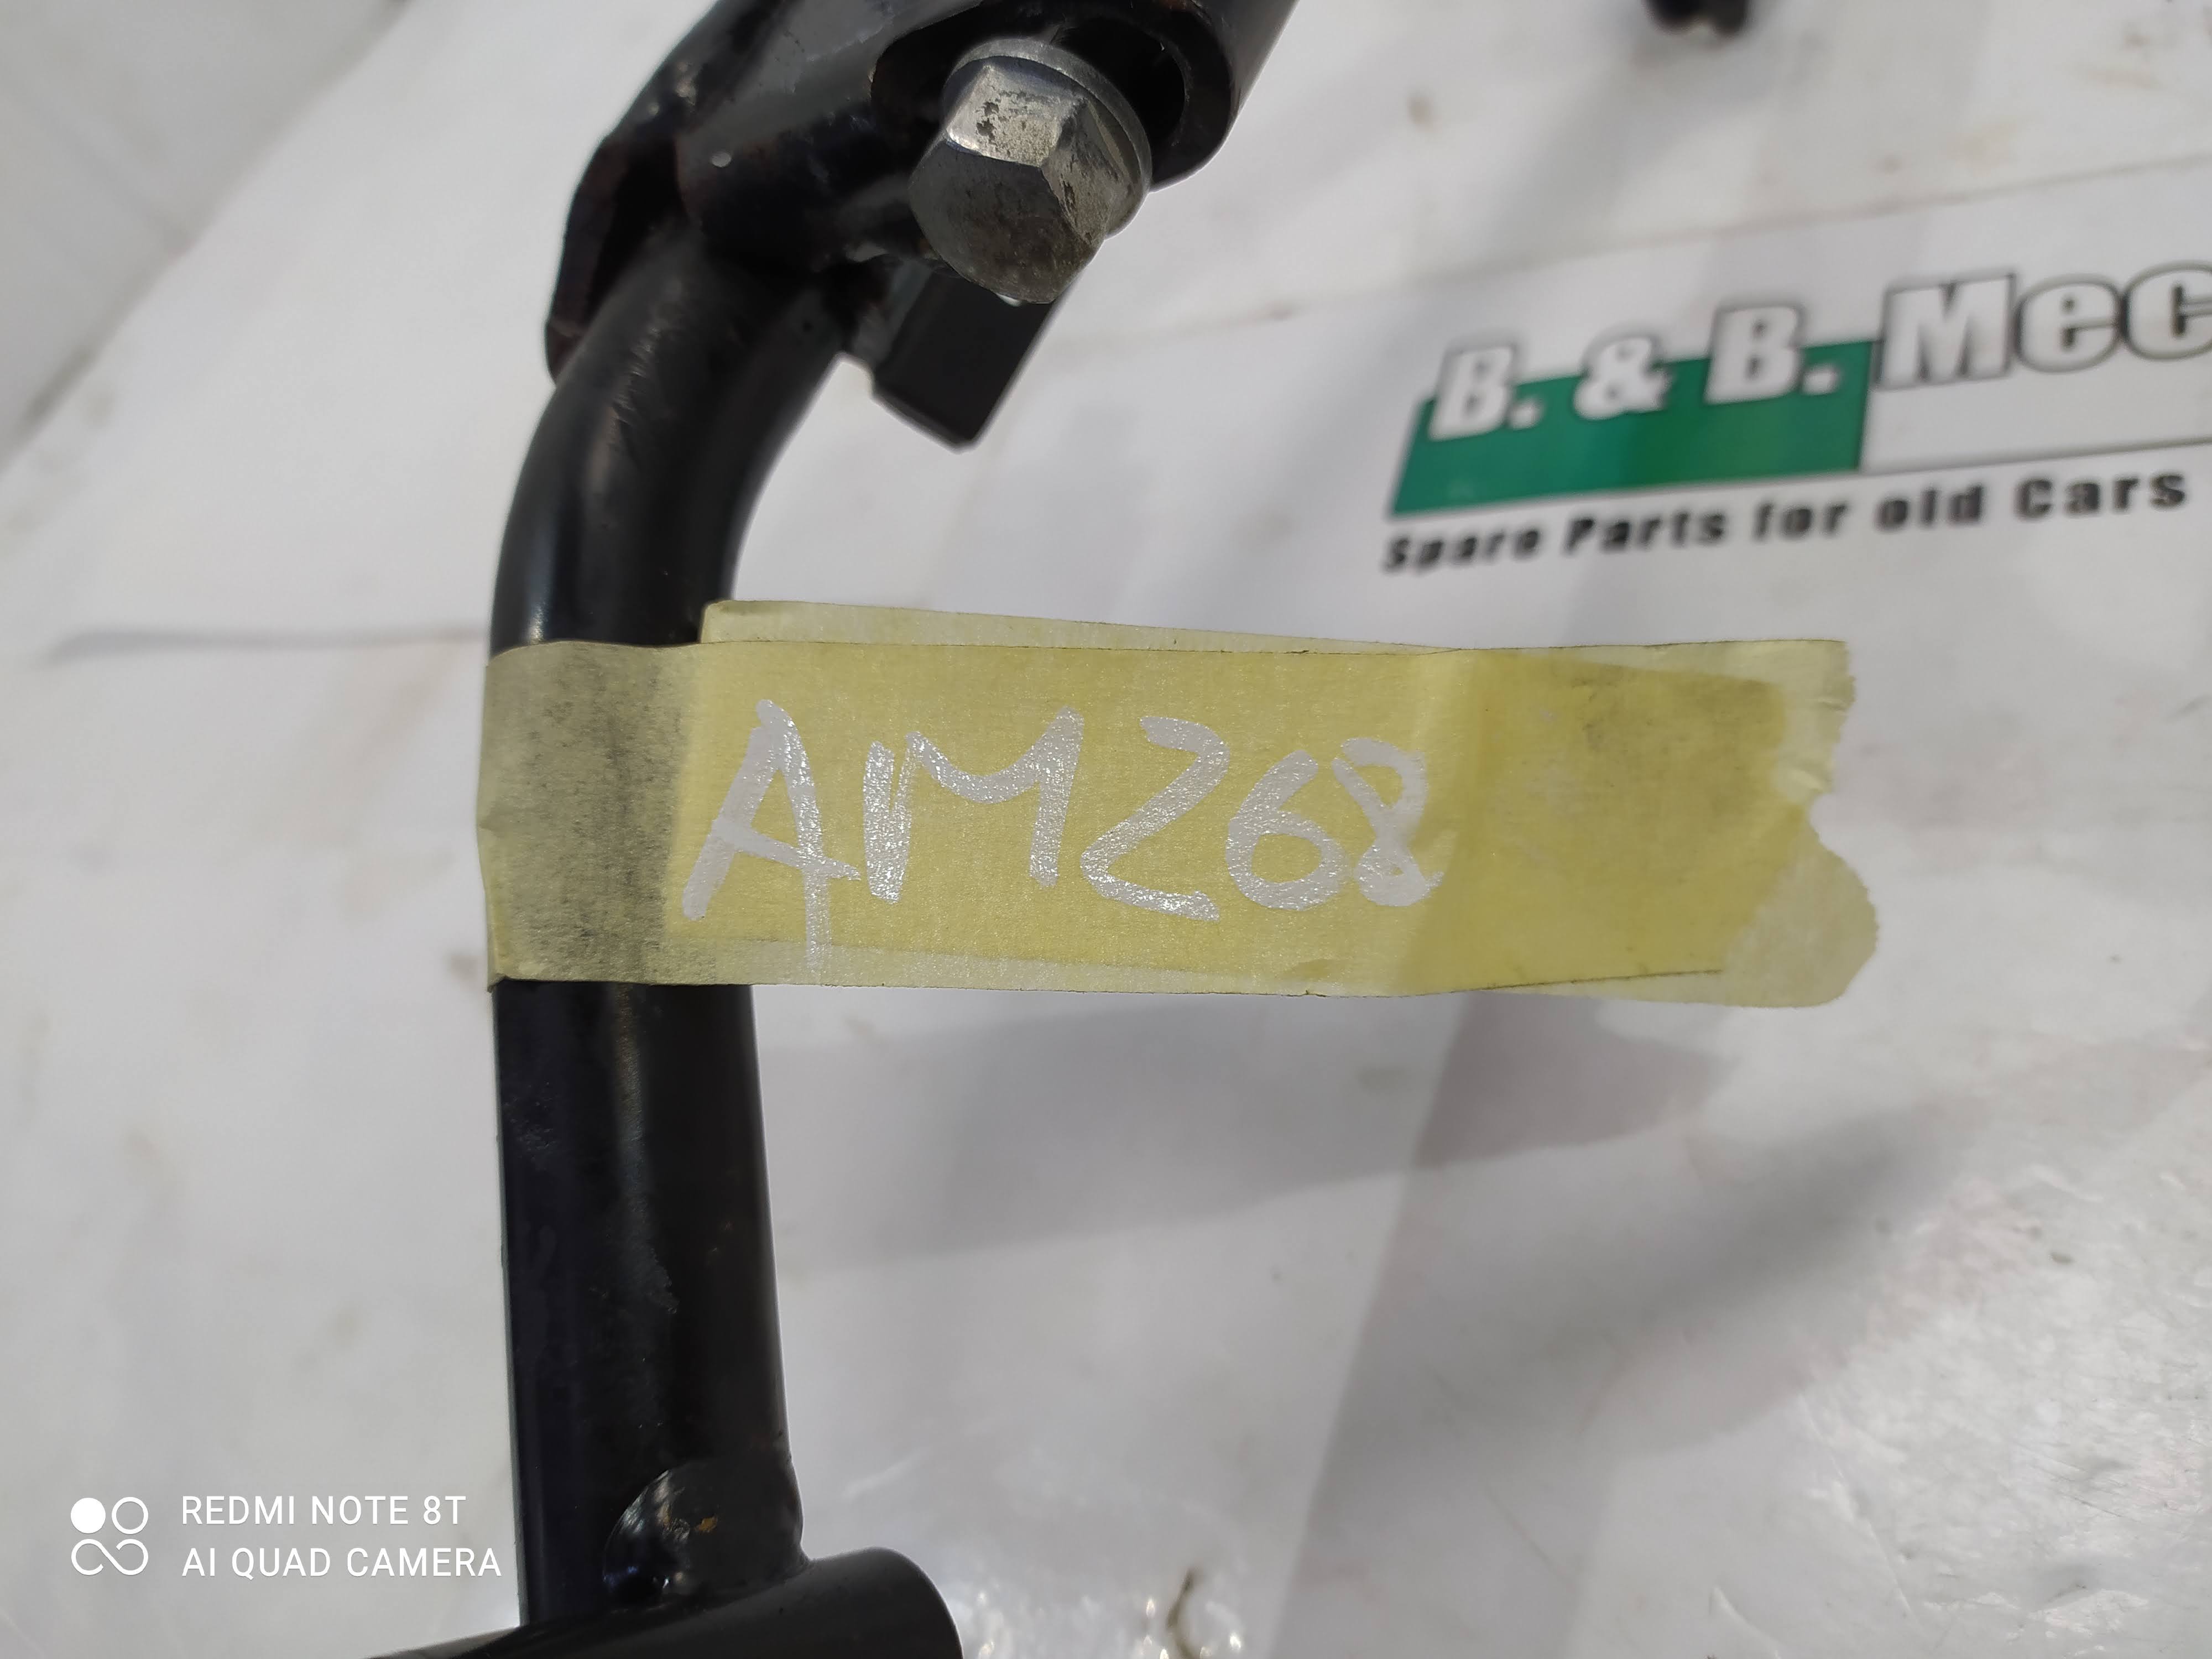 B. & B. Mec
Spare Parts for old Cars
AM268
REDMI NOTE 8T
AI QUAD CAMERA